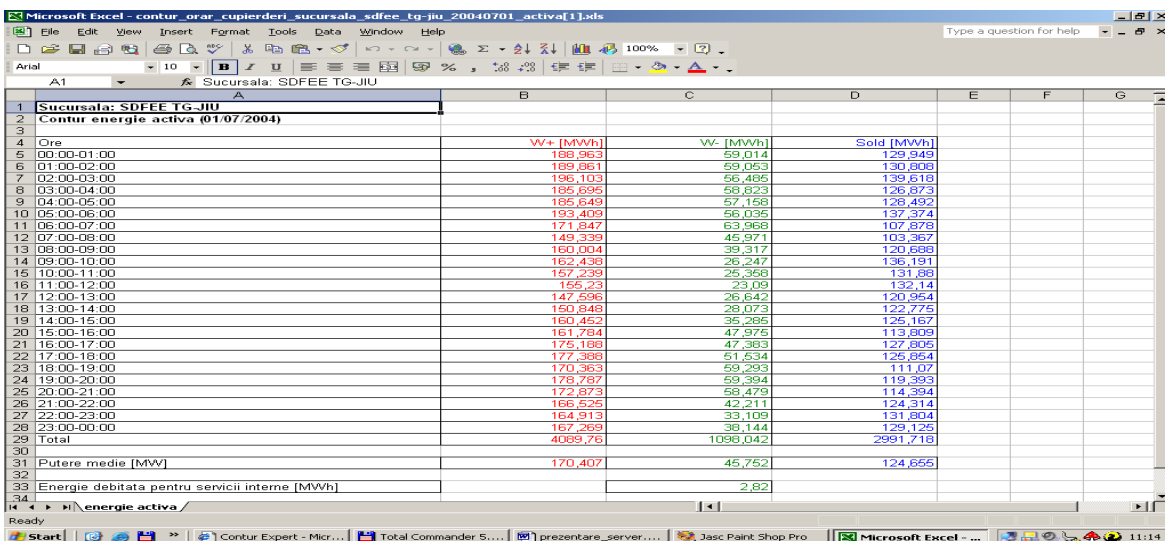 Microsoft Excel - contur_orar_cupierderi_sucursala_sdfee_tg-jiu_20040701_activa[1].xls
File Edit View Insert Format Tools Data Window Help Type a question for help
100%
Arial 10 B I U % ,
A1 fx Sucursala: SDFEE TG-JIU
A B C D E F G
1 Sucursala: SDFEE TG-JIU
2 Contur energie activa (01/07/2004)
3
4 Ore W+ [MWh] W- [MWh] Sold [MWh]
5 00:00-01:00 188,963 59,014 129,949
6 01:00-02:00 189,861 59,053 130,808
7 02:00-03:00 196,103 56,485 139,618
8 03:00-04:00 185,695 58,823 126,873
9 04:00-05:00 185,649 57,158 128,492
10 05:00-06:00 193,409 56,035 137,374
11 06:00-07:00 171,847 63,968 107,878
12 07:00-08:00 149,339 45,971 103,367
13 08:00-09:00 160,004 39,317 120,688
14 09:00-10:00 162,438 26,247 136,191
15 10:00-11:00 157,239 25,358 131,88
16 11:00-12:00 155,23 23,09 132,14
17 12:00-13:00 147,596 26,642 120,954
18 13:00-14:00 150,848 28,073 122,775
19 14:00-15:00 160,452 35,285 125,167
20 15:00-16:00 161,784 47,975 113,809
21 16:00-17:00 175,188 47,383 127,805
22 17:00-18:00 177,388 51,534 125,854
23 18:00-19:00 170,363 59,293 111,07
24 19:00-20:00 178,787 59,394 119,393
25 20:00-21:00 172,873 58,479 114,394
26 21:00-22:00 166,525 42,211 124,314
27 22:00-23:00 164,913 33,109 131,804
28 23:00-00:00 167,269 38,144 129,125
29 Total 4089,76 1098,042 2991,718
30
31 Putere medie [MW] 170,407 45,752 124,655
32
33 Energie debitata pentru servicii interne [MWh] 2,82
34
energie activa
Ready
Start Contur Expert - Micr... Total Commander 5.... prezentare_server.... Jasc Paint Shop Pro Microsoft Excel - ... 11:14